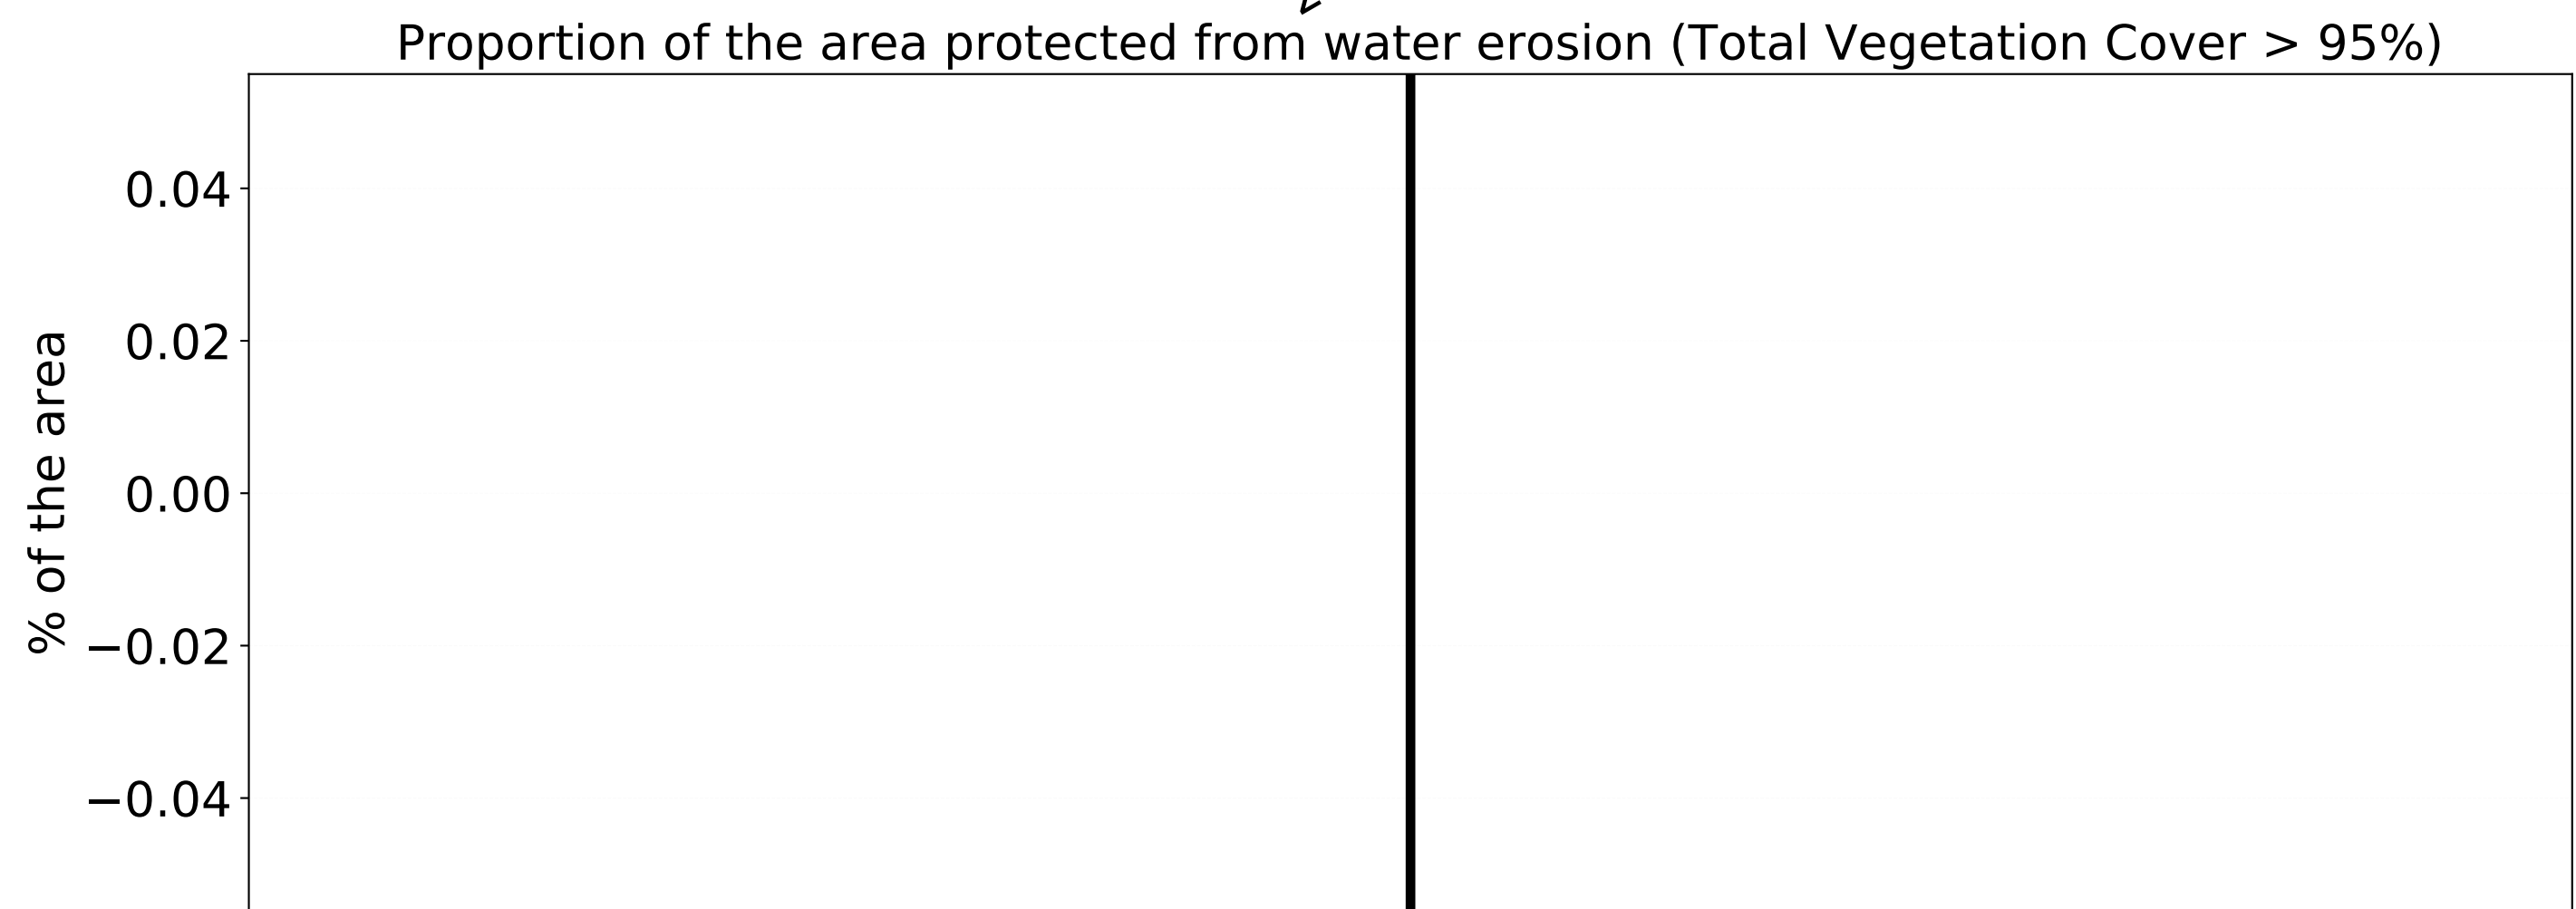 Proportion of the area protected from water erosion (Total Vegetation Cover > 95%)
0.04
0.02
0.00
−0.02
−0.04
% of the area